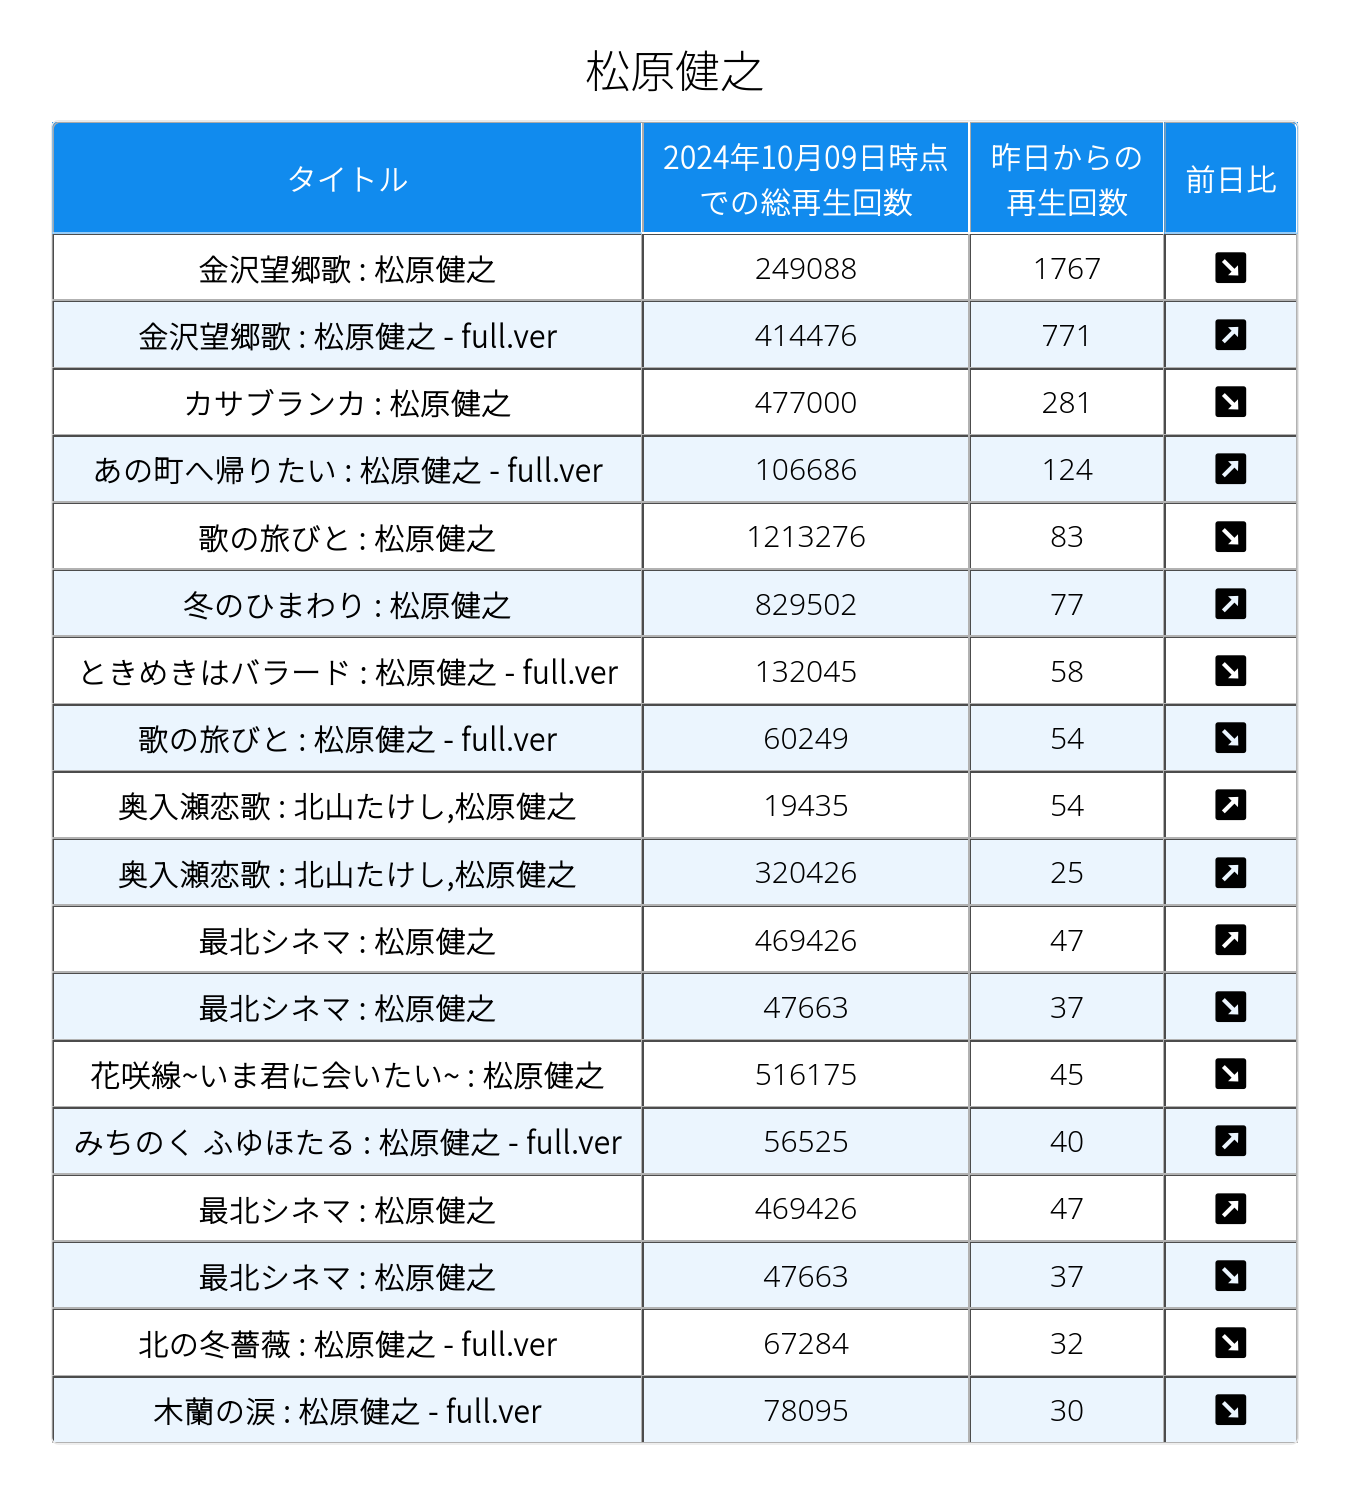 松原健之
タイトル 2024年10月09日時点での総再生回数 昨日からの再生回数 前日比
金沢望郷歌 : 松原健之 249088 1767
金沢望郷歌 : 松原健之 - full.ver 414476 771
カサブランカ : 松原健之 477000 281
あの町へ帰りたい : 松原健之 - full.ver 106686 124
歌の旅びと : 松原健之 1213276 83
冬のひまわり : 松原健之 829502 77
ときめきはバラード : 松原健之 - full.ver 132045 58
歌の旅びと : 松原健之 - full.ver 60249 54
奥入瀬恋歌 : 北山たけし,松原健之 19435 54
奥入瀬恋歌 : 北山たけし,松原健之 320426 25
最北シネマ : 松原健之 469426 47
最北シネマ : 松原健之 47663 37
花咲線~いま君に会いたい~ : 松原健之 516175 45
みちのく ふゆほたる : 松原健之 - full.ver 56525 40
最北シネマ : 松原健之 469426 47
最北シネマ : 松原健之 47663 37
北の冬薔薇 : 松原健之 - full.ver 67284 32
木蘭の涙 : 松原健之 - full.ver 78095 30